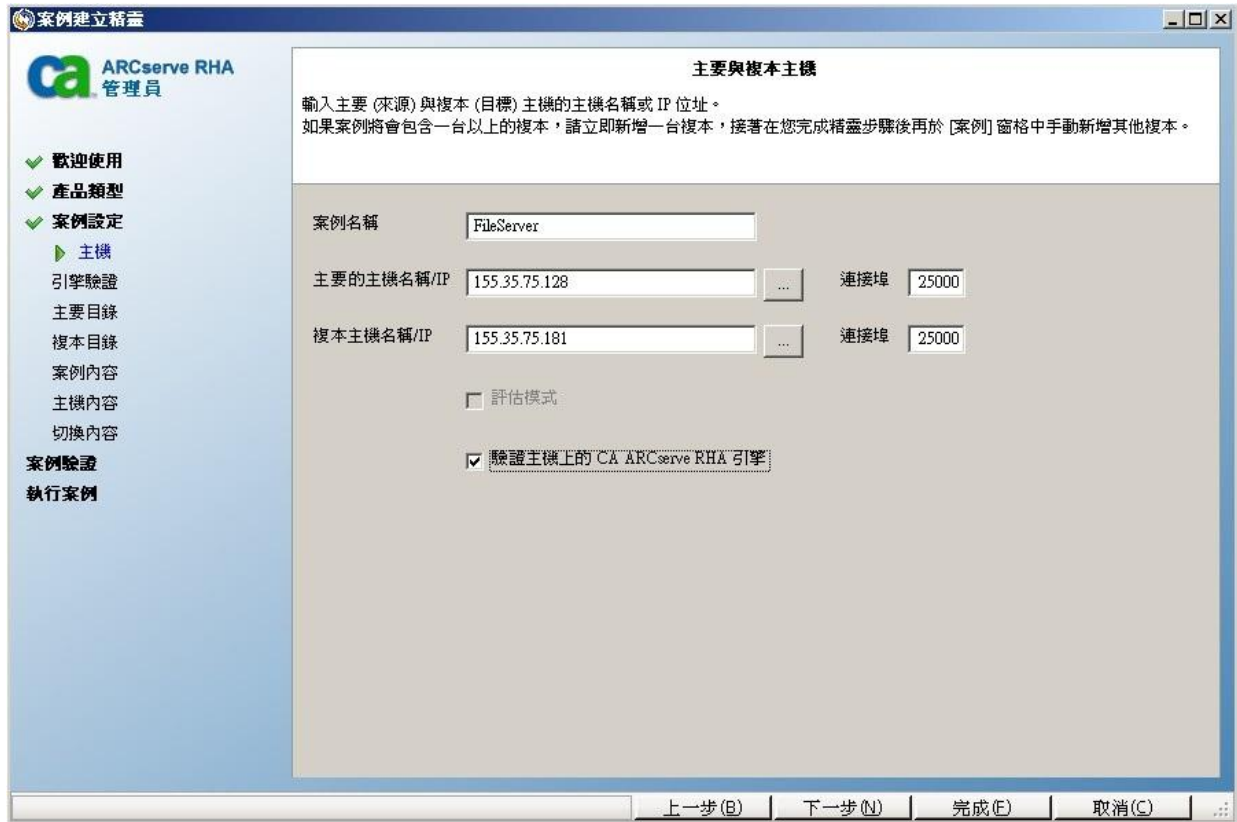 案例建立精靈
ca
ARCserve RHA
管理員
歡迎使用
產品類型
案例設定
主機
引擎驗證
主要目錄
複本目錄
案例內容
主機內容
切換內容
案例驗證
執行案例
主要與複本主機
輸入主要 (來源) 與複本 (目標) 主機的主機名稱或 IP 位址。
如果案例將會包含一台以上的複本，請立即新增一台複本，接著在您完成精靈步驟後再於 [案例] 窗格中手動新增其他複本。
案例名稱 FileServer
主要的主機名稱/IP 155.35.75.128 ... 連接埠 25000
複本主機名稱/IP 155.35.75.181 ... 連接埠 25000
評估模式
驗證主機上的 CA ARCserve RHA 引擎
上一步(B) 下一步(N) 完成(F) 取消(C)